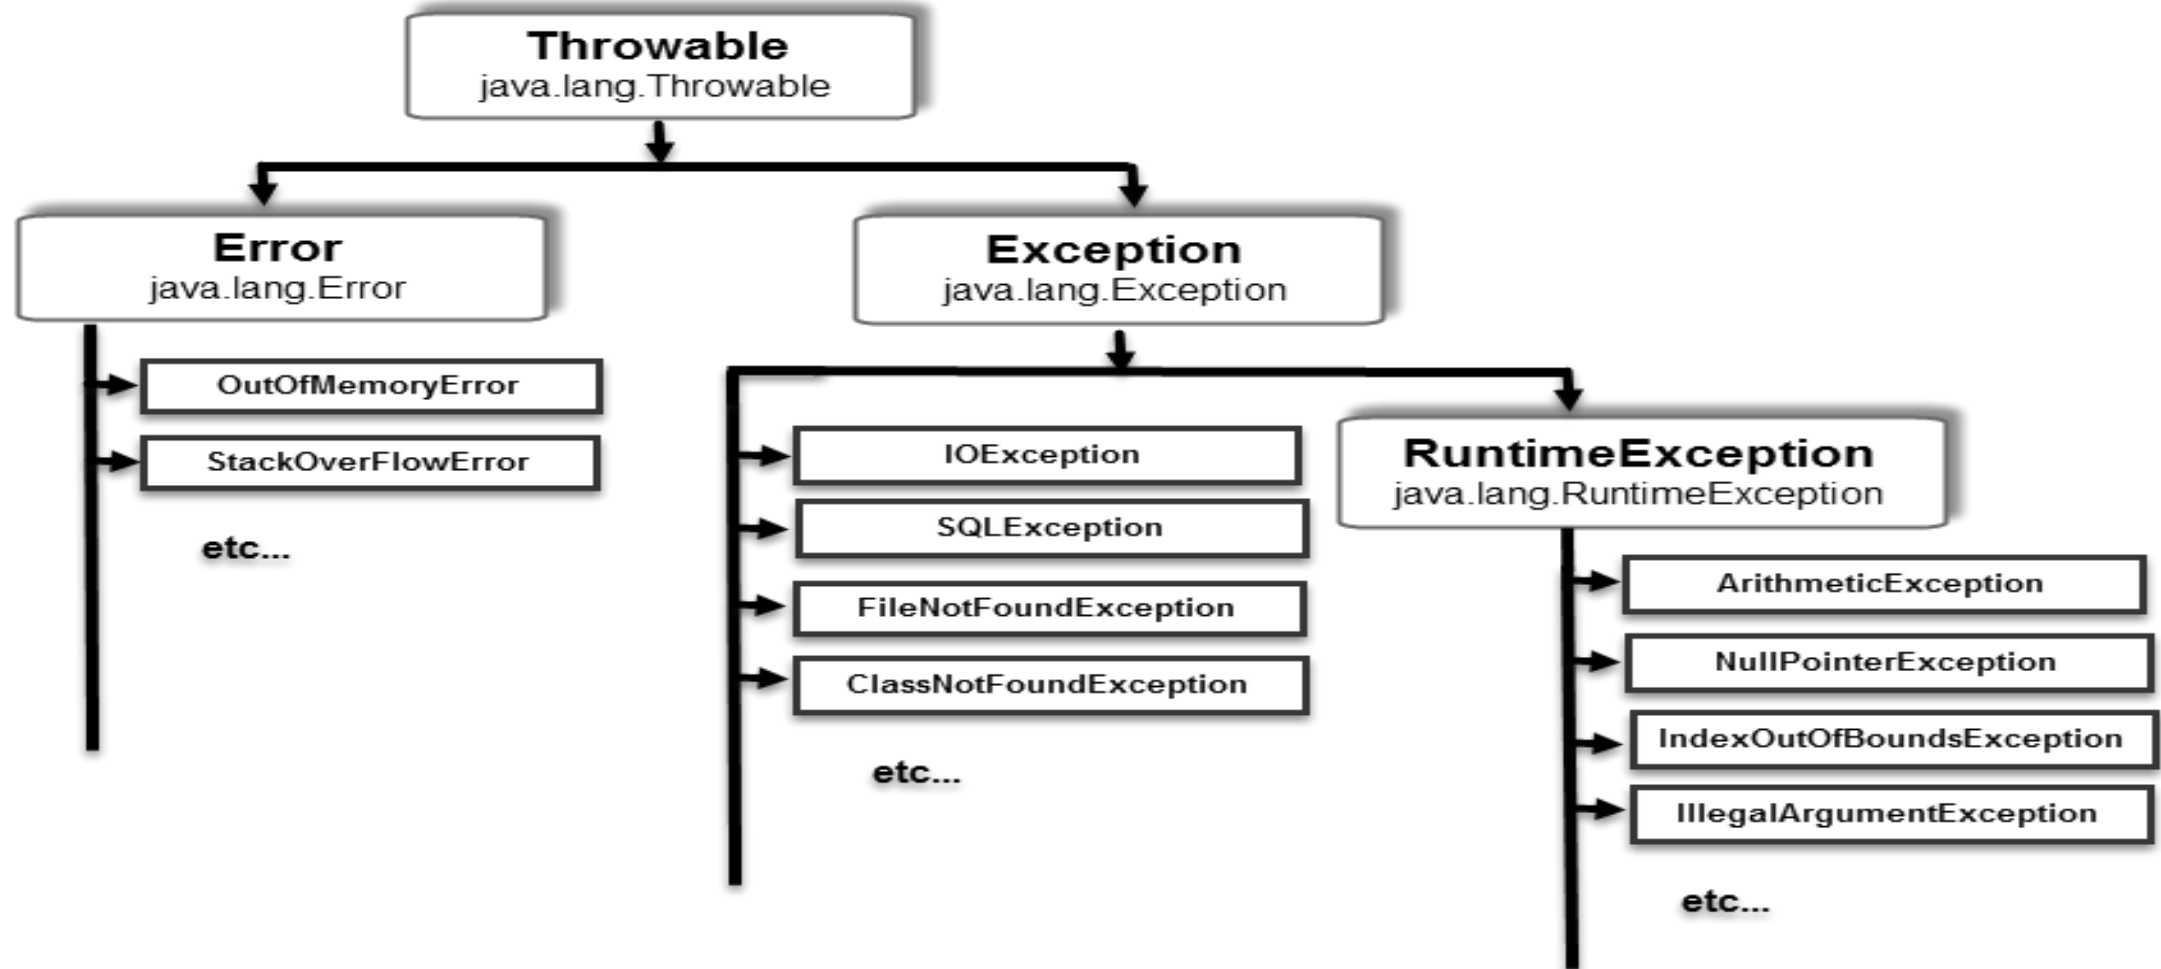 Throwable
java.lang.Throwable
Error
java.lang.Error
OutOfMemoryError
StackOverFlowError
etc...
Exception
java.lang.Exception
IOException
SQLException
FileNotFoundException
ClassNotFoundException
etc...
RuntimeException
java.lang.RuntimeException
ArithmeticException
NullPointerException
IndexOutOfBoundsException
IllegalArgumentException
etc...